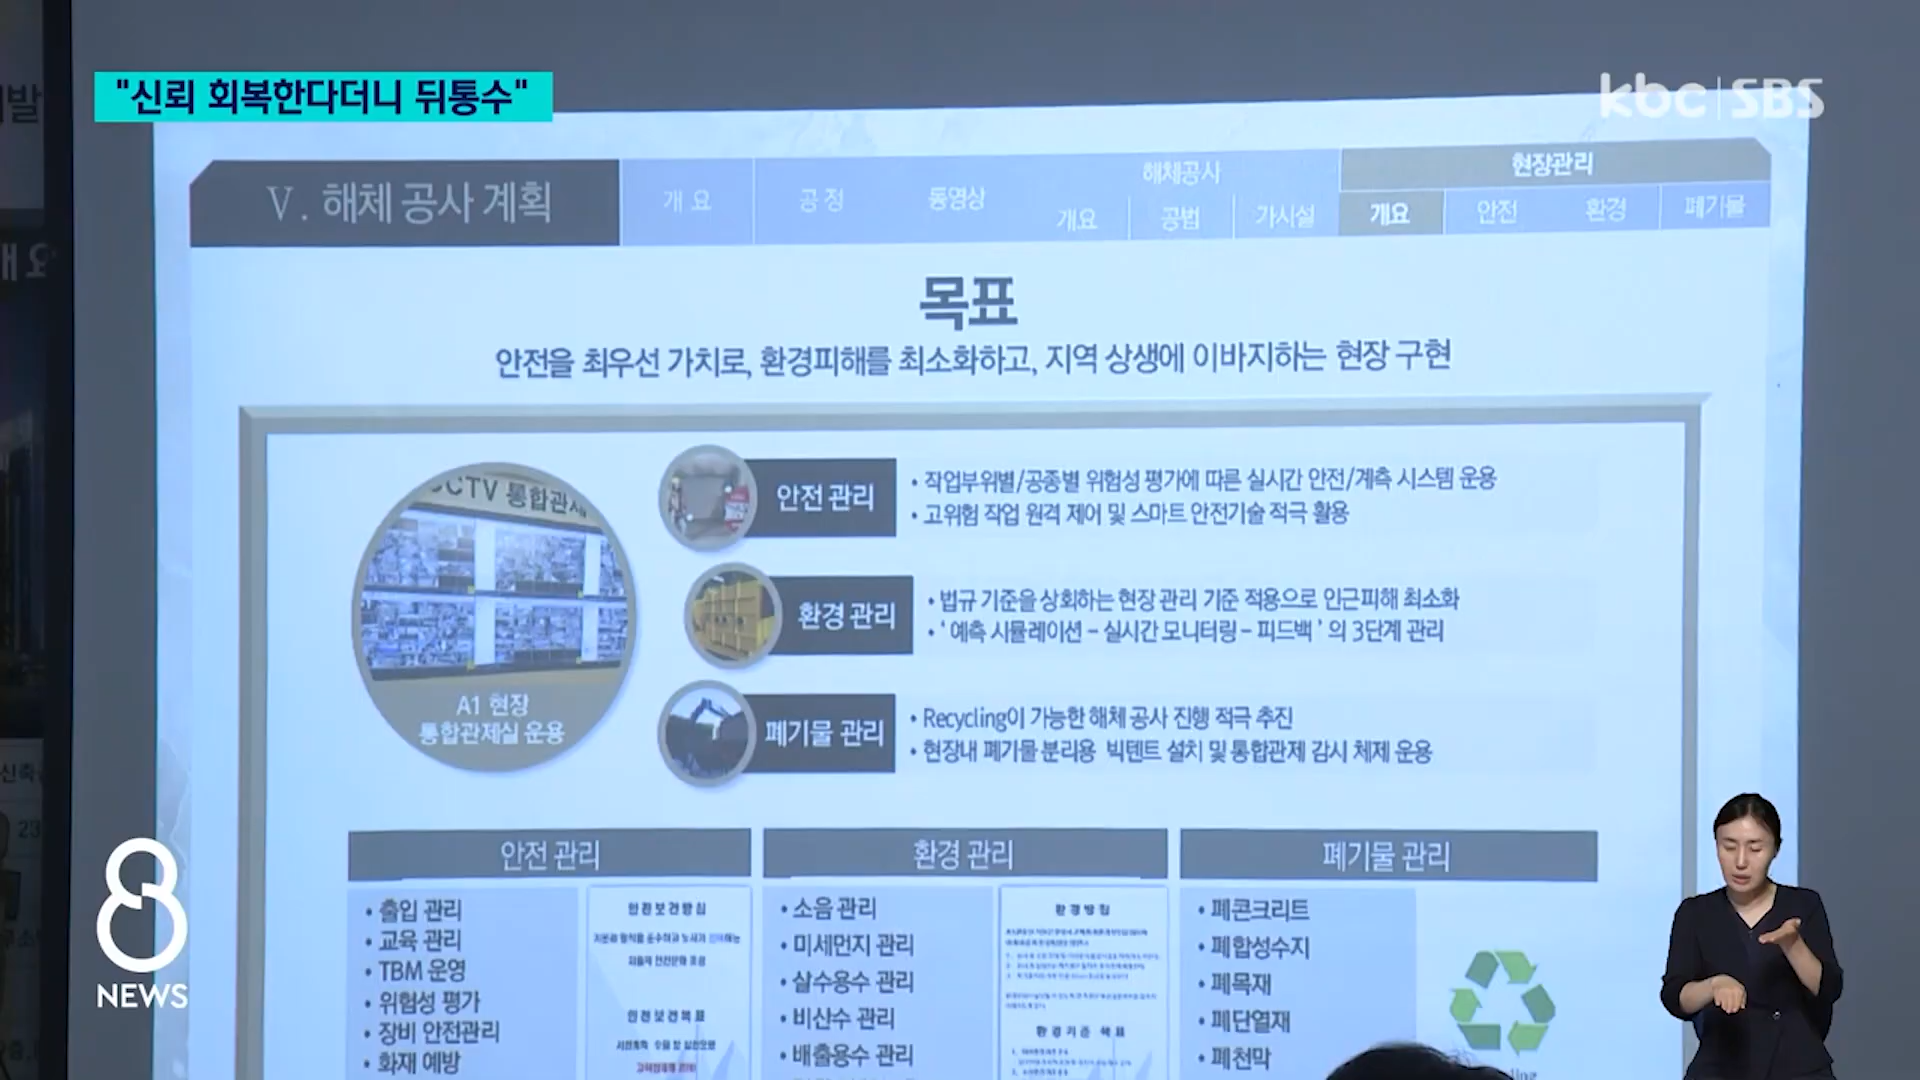 "신뢰 회복한다더니 뒤통수"
kbc SBS
Ⅴ. 해체 공사 계획
개 요
공 정
동영상
해체공사
개요
공법
가시설
현장관리
개요
안전
환경
폐기물
목표
안전을 최우선 가치로, 환경피해를 최소화하고, 지역 상생에 이바지하는 현장 구현
CCTV 통합관제
A1 현장
통합관제실 운용
안전 관리
• 작업부위별/공종별 위험성 평가에 따른 실시간 안전/계측 시스템 운용
• 고위험 작업 원격 제어 및 스마트 안전기술 적극 활용
환경 관리
• 법규 기준을 상회하는 현장 관리 기준 적용으로 인근피해 최소화
• ‘ 예측 시뮬레이션 – 실시간 모니터링 – 피드백 ’ 의 3단계 관리
폐기물 관리
• Recycling이 가능한 해체 공사 진행 적극 추진
• 현장내 폐기물 분리용 빅텐트 설치 및 통합관제 감시 체제 운용
안전 관리
• 출입 관리
• 교육 관리
• TBM 운영
• 위험성 평가
• 장비 안전관리
• 화재 예방
안전보건방침
안전보건목표
환경 관리
• 소음 관리
• 미세먼지 관리
• 살수용수 관리
• 비산수 관리
• 배출용수 관리
환경방침
환경기준 목표
폐기물 관리
• 폐콘크리트
• 폐합성수지
• 폐목재
• 폐단열재
• 폐천막
8
NEWS